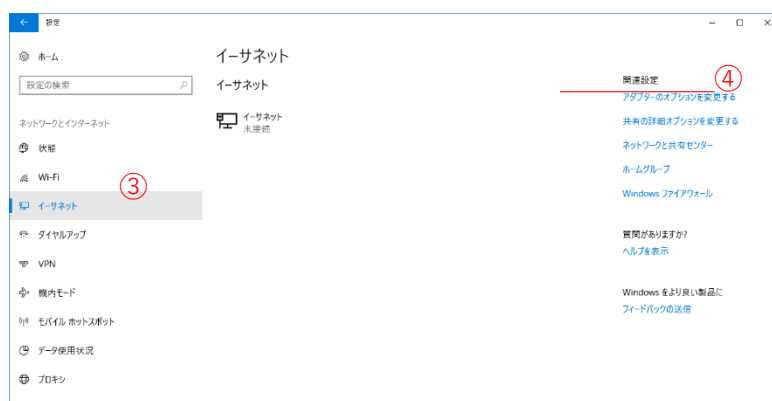 設定
ホーム
設定の検索
ネットワークとインターネット
状態
Wi-Fi
③
イーサネット
ダイヤルアップ
VPN
機内モード
モバイル ホットスポット
データ使用状況
プロキシ
イーサネット
イーサネット
イーサネット
未接続
関連設定
④
アダプターのオプションを変更する
共有の詳細オプションを変更する
ネットワークと共有センター
ホームグループ
Windows ファイアウォール
質問がありますか?
ヘルプを表示
Windows をより良い製品に
フィードバックの送信